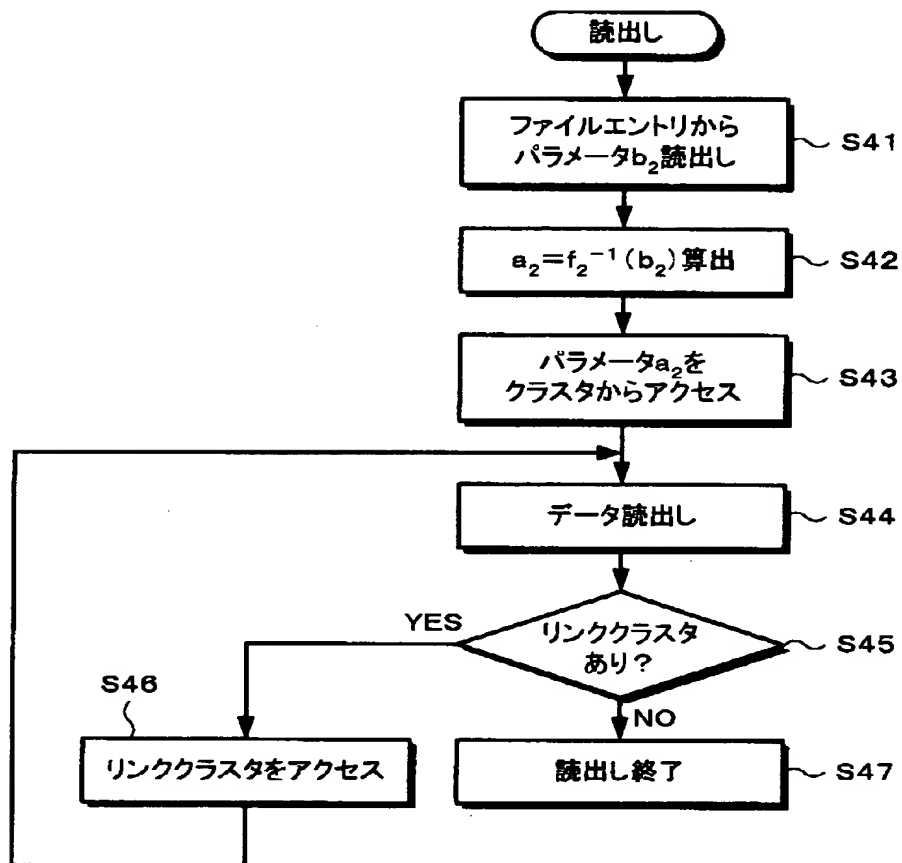 読出し
ファイルエントリから
パラメータb₂読出し
S41
a₂=f₂⁻¹(b₂)算出
S42
パラメータa₂を
クラスタからアクセス
S43
データ読出し
S44
YES
リンククラスタ
あり?
S45
S46
NO
リンククラスタをアクセス
読出し終了
S47